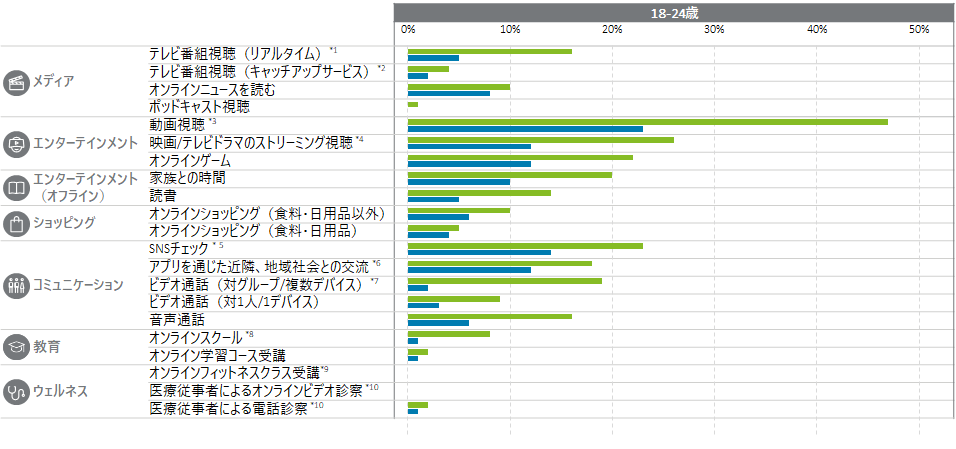 18-24歳
0% 10% 20% 30% 40% 50%
メディア
テレビ番組視聴（リアルタイム）*1
テレビ番組視聴（キャッチアップサービス）*2
オンラインニュースを読む
ポッドキャスト視聴
エンターテインメント
動画視聴 *3
映画/テレビドラマのストリーミング視聴 *4
オンラインゲーム
エンターテインメント
（オフライン）
家族との時間
読書
ショッピング
オンラインショッピング（食料・日用品以外）
オンラインショッピング（食料・日用品）
コミュニケーション
SNSチェック * 5
アプリを通じた近隣、地域社会との交流 *6
ビデオ通話（対グループ/複数デバイス）*7
ビデオ通話（対1人/1デバイス）
音声通話
教育
オンラインスクール *8
オンライン学習コース受講
ウェルネス
オンラインフィットネスクラス受講 *9
医療従事者によるオンラインビデオ診察 *10
医療従事者による電話診察 *10